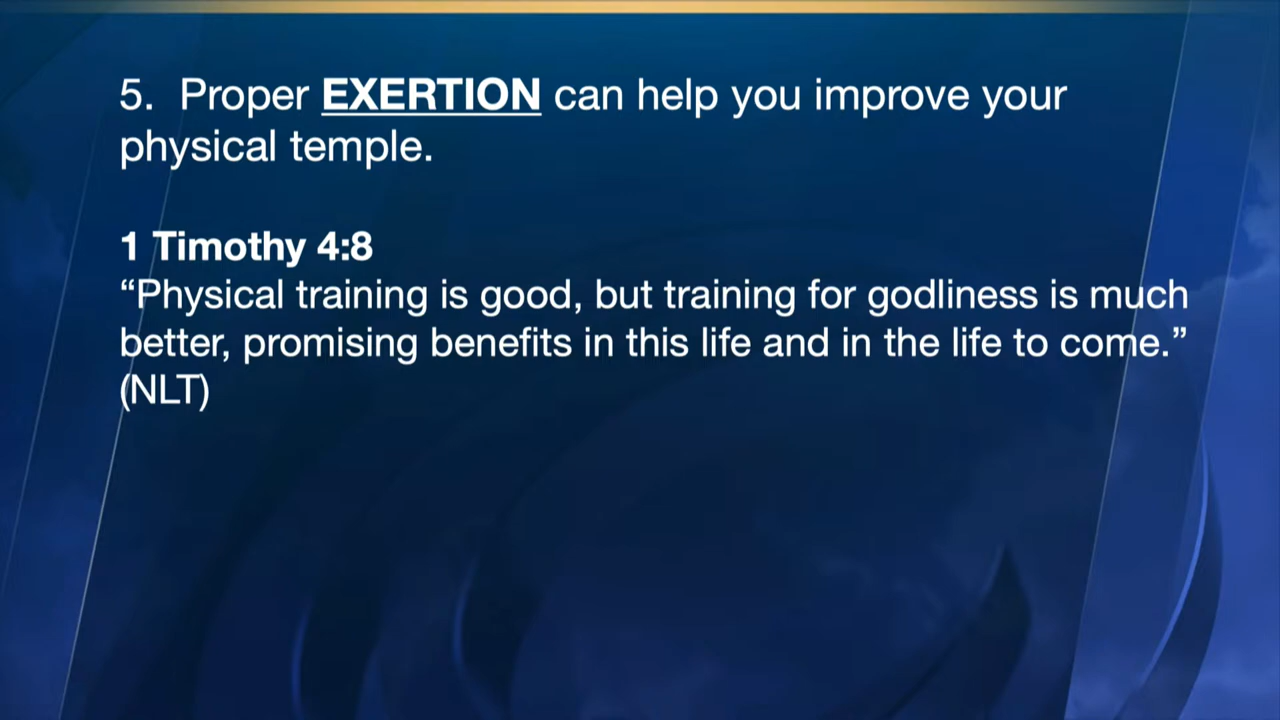 5. Proper EXERTION can help you improve your
physical temple.
1 Timothy 4:8
“Physical training is good, but training for godliness is much
better, promising benefits in this life and in the life to come.”
(NLT)